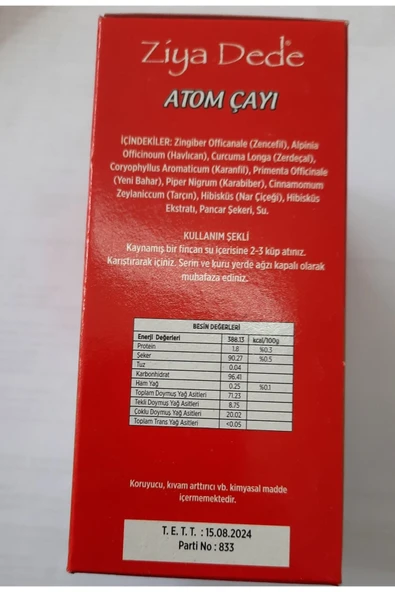 Ziya Dede®
ATOM ÇAYI
İÇİNDEKİLER: Zingiber Officanale (Zencefil), Alpinia
Officinoum (Havlıcan), Curcuma Longa (Zerdeçal),
Coryophyllus Aromaticum (Karanfil), Primenta Officinale
(Yeni Bahar), Piper Nigrum (Karabiber), Cinnamomum
Zeylaniccum (Tarçın), Hibisküs (Nar Çiçeği), Hibisküs
Ekstratı, Pancar Şekeri, Su.
KULLANIM ŞEKLİ
Kaynamış bir fincan su içerisine 2-3 küp atınız.
Karıştırarak içiniz. Serin ve kuru yerde ağzı kapalı olarak
muhafaza ediniz.
BESİN DEĞERLERİ
Enerji Değerleri 388.13 kcal/100g
Protein 1.8 %0.3
Şeker 90.27 %0.5
Tuz 0.04
Karbonhidrat 96.41
Ham Yağ 0.25 %0.1
Toplam Doymuş Yağ Asitleri 71.23
Tekli Doymuş Yağ Asitleri 8.75
Çoklu Doymuş Yağ Asitleri 20.02
Toplam Trans Yağ Asitleri <0.05
Koruyucu, kıvam arttırıcı vb. kimyasal madde
içermemektedir.
T. E. T. T. : 15.08.2024
Parti No : 833